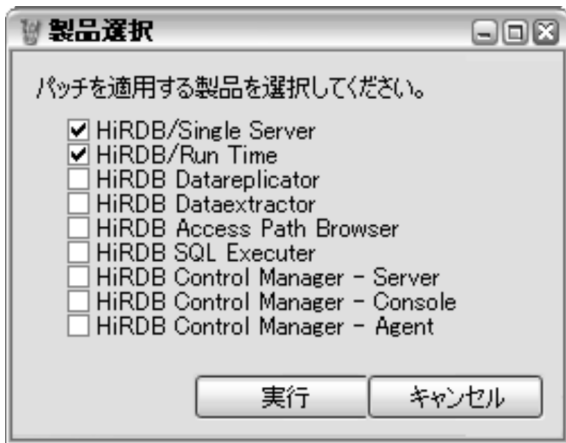 製品選択
パッチを適用する製品を選択してください。
HiRDB/Single Server
HiRDB/Run Time
HiRDB Datareplicator
HiRDB Dataextractor
HiRDB Access Path Browser
HiRDB SQL Executer
HiRDB Control Manager - Server
HiRDB Control Manager - Console
HiRDB Control Manager - Agent
実行 キャンセル